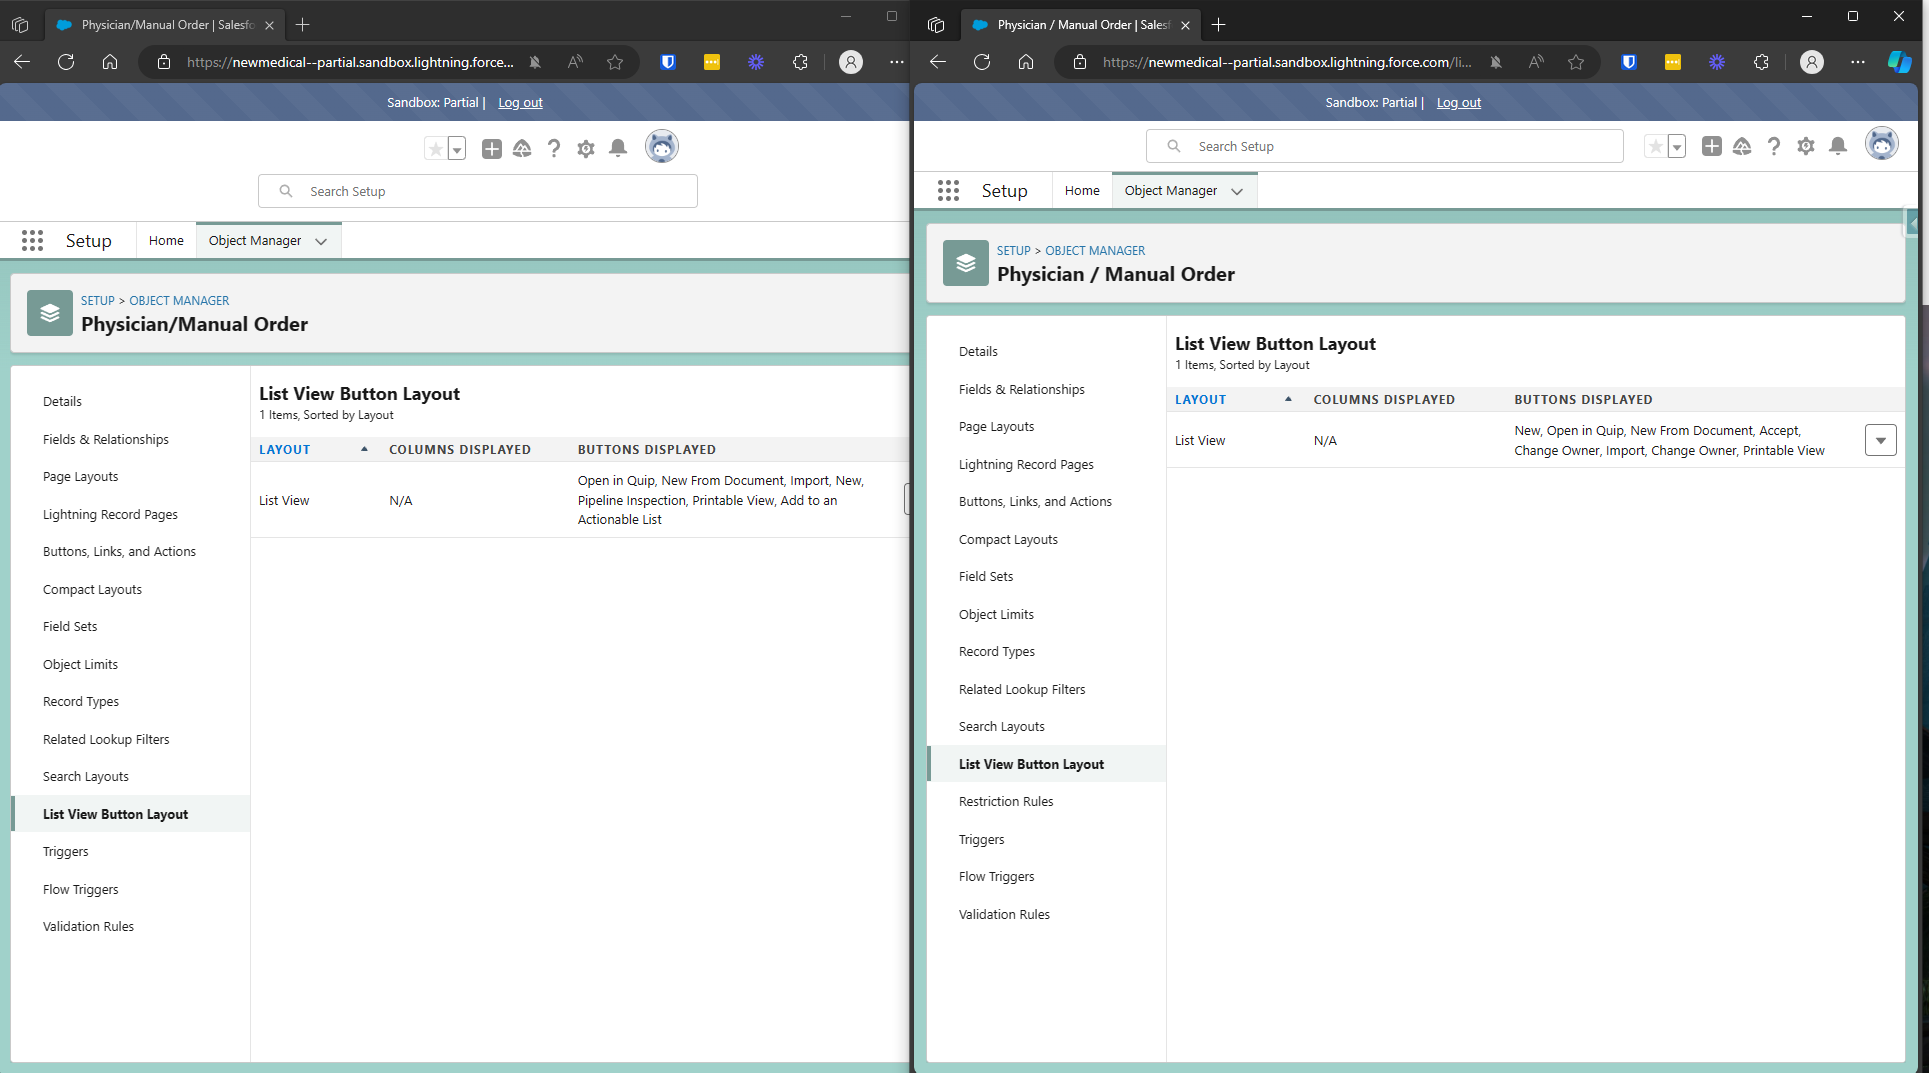 Physician/Manual Order | Salesfo
https://newmedical--partial.sandbox.lightning.force...
Sandbox: Partial | Log out
Search Setup
Setup
Home
Object Manager
SETUP > OBJECT MANAGER
Physician/Manual Order
Details
Fields & Relationships
Page Layouts
Lightning Record Pages
Buttons, Links, and Actions
Compact Layouts
Field Sets
Object Limits
Record Types
Related Lookup Filters
Search Layouts
List View Button Layout
Triggers
Flow Triggers
Validation Rules
List View Button Layout
1 Items, Sorted by Layout
LAYOUT COLUMNS DISPLAYED BUTTONS DISPLAYED
List View N/A
Open in Quip, New From Document, Import, New,
Pipeline Inspection, Printable View, Add to an
Actionable List
Physician / Manual Order | Salesf
https://newmedical--partial.sandbox.lightning.force.com/li...
Sandbox: Partial | Log out
Search Setup
Setup
Home
Object Manager
SETUP > OBJECT MANAGER
Physician / Manual Order
Details
Fields & Relationships
Page Layouts
Lightning Record Pages
Buttons, Links, and Actions
Compact Layouts
Field Sets
Object Limits
Record Types
Related Lookup Filters
Search Layouts
List View Button Layout
Restriction Rules
Triggers
Flow Triggers
Validation Rules
List View Button Layout
1 Items, Sorted by Layout
LAYOUT COLUMNS DISPLAYED BUTTONS DISPLAYED
List View N/A
New, Open in Quip, New From Document, Accept,
Change Owner, Import, Change Owner, Printable View